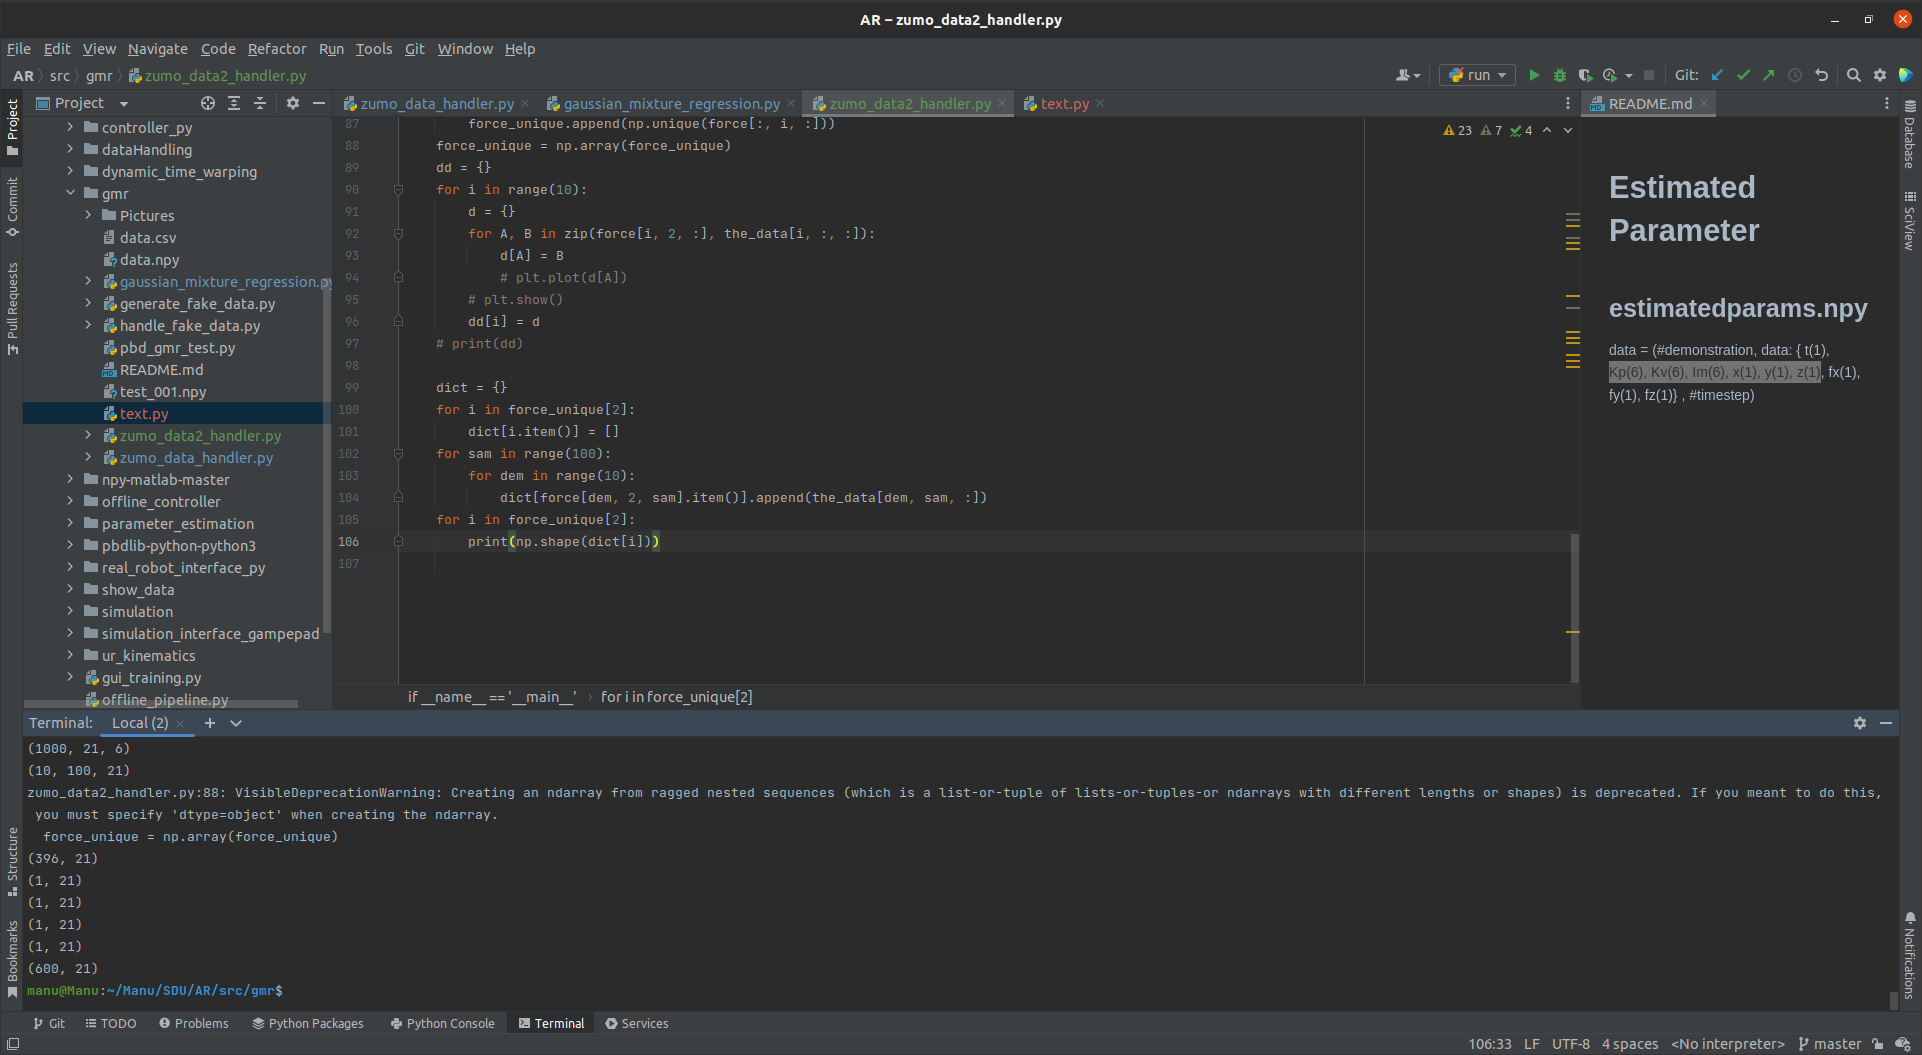 AR – zumo_data2_handler.py
File Edit View Navigate Code Refactor Run Tools Git Window Help
AR src gmr zumo_data2_handler.py
run Git:
Project
zumo_data_handler.py gaussian_mixture_regression.py zumo_data2_handler.py text.py
README.md
Project
Commit
Pull Requests
Structure
Bookmarks
controller_py
dataHandling
dynamic_time_warping
gmr
Pictures
data.csv
data.npy
gaussian_mixture_regression.py
generate_fake_data.py
handle_fake_data.py
pbd_gmr_test.py
README.md
test_001.npy
text.py
zumo_data2_handler.py
zumo_data_handler.py
npy-matlab-master
offline_controller
parameter_estimation
pbdlib-python-python3
real_robot_interface_py
show_data
simulation
simulation_interface_gampepad
ur_kinematics
gui_training.py
offline_pipeline.py
23 7 4
87 force_unique.append(np.unique(force[:, i, :]))
88 force_unique = np.array(force_unique)
89 dd = {}
90 for i in range(10):
91 d = {}
92 for A, B in zip(force[i, 2, :], the_data[i, :, :]):
93 d[A] = B
94 # plt.plot(d[A])
95 # plt.show()
96 dd[i] = d
97 # print(dd)
98
99 dict = {}
100 for i in force_unique[2]:
101 dict[i.item()] = []
102 for sam in range(100):
103 for dem in range(10):
104 dict[force[dem, 2, sam].item()].append(the_data[dem, sam, :])
105 for i in force_unique[2]:
106 print(np.shape(dict[i]))
107
if __name__ == '__main__' for i in force_unique[2]
Estimated
Parameter
estimatedparams.npy
data = (#demonstration, data: { t(1),
Kp(6), Kv(6), Im(6), x(1), y(1), z(1), fx(1),
fy(1), fz(1)} , #timestep)
Database
SciView
Notifications
Terminal: Local (2)
(1000, 21, 6)
(10, 100, 21)
zumo_data2_handler.py:88: VisibleDeprecationWarning: Creating an ndarray from ragged nested sequences (which is a list-or-tuple of lists-or-tuples-or ndarrays with different lengths or shapes) is deprecated. If you meant to do this,
you must specify 'dtype=object' when creating the ndarray.
force_unique = np.array(force_unique)
(396, 21)
(1, 21)
(1, 21)
(1, 21)
(1, 21)
(600, 21)
manu@Manu:~/Manu/SDU/AR/src/gmr$
Git TODO Problems Python Packages Python Console Terminal Services
106:33 LF UTF-8 4 spaces <No interpreter> master